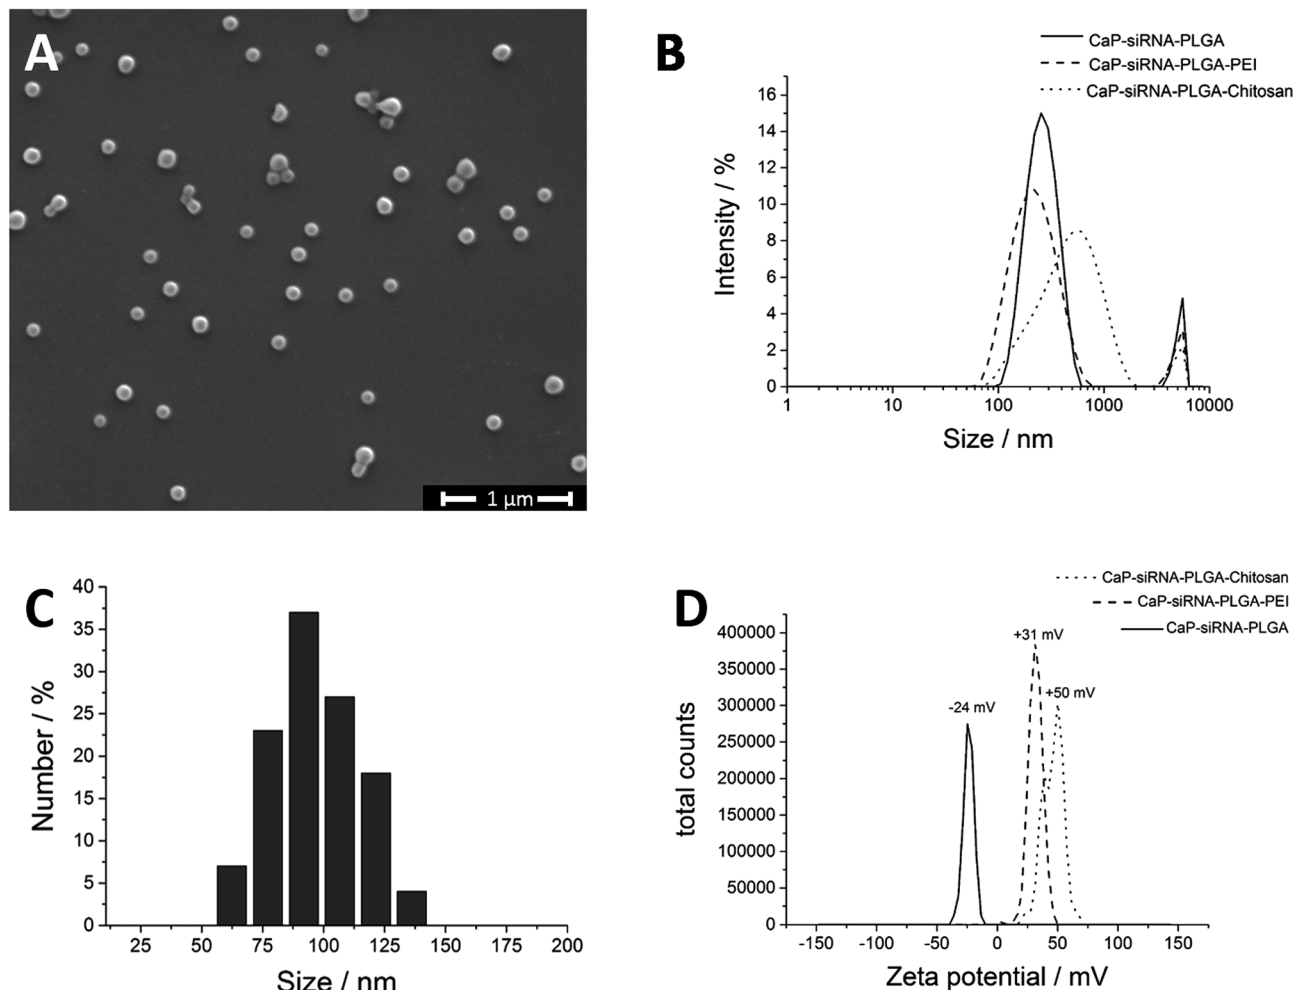 A
1 µm
B
CaP-siRNA-PLGA
CaP-siRNA-PLGA-PEI
CaP-siRNA-PLGA-Chitosan
Intensity / %
16
14
12
10
8
6
4
2
0
1 10 100 1000 10000
Size / nm
C
Number / %
40
35
30
25
20
15
10
5
0
25 50 75 100 125 150 175 200
Size / nm
D
CaP-siRNA-PLGA-Chitosan
CaP-siRNA-PLGA-PEI
CaP-siRNA-PLGA
total counts
400000
350000
300000
250000
200000
150000
100000
50000
0
+31 mV
+50 mV
-24 mV
-150 -100 -50 0 50 100 150
Zeta potential / mV